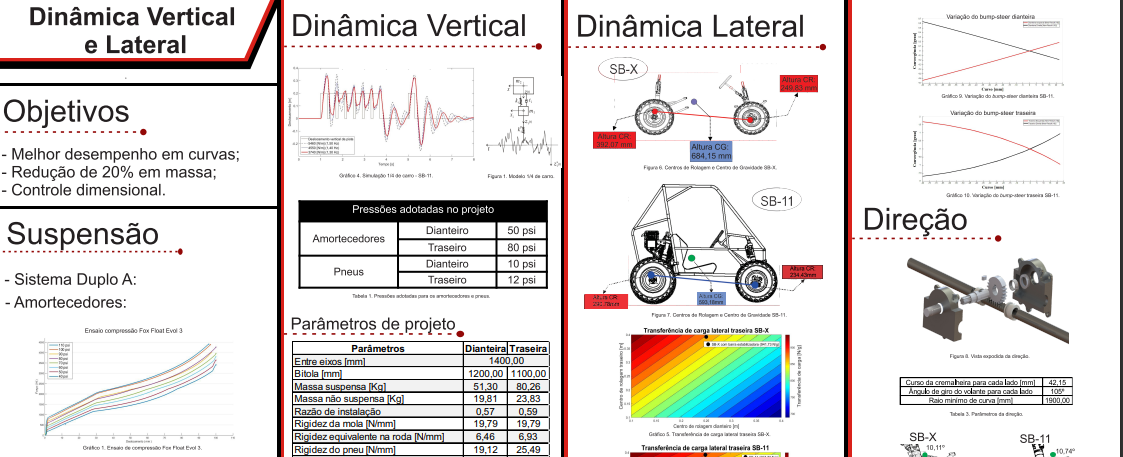 Dinâmica Vertical
e Lateral
Objetivos
- Melhor desempenho em curvas;
- Redução de 20% em massa;
- Controle dimensional.
Suspensão
- Sistema Duplo A:
- Amortecedores:
Ensaio compressão Fox Float Evol 3
Gráfico 1. Ensaio de compressão Fox Float Evol 3.
Dinâmica Vertical
Gráfico 4. Simulação 1/4 de carro - SB-11.
Figura 1. Modelo 1/4 de carro.
Pressões adotadas no projeto
Amortecedores Dianteiro 50 psi
Traseiro 80 psi
Pneus Dianteiro 10 psi
Traseiro 12 psi
Tabela 1. Pressões adotadas para os amortecedores e pneus.
Parâmetros de projeto
Parâmetros Dianteira Traseira
Entre eixos [mm] 1400,00
Bitola [mm] 1200,00 1100,00
Massa suspensa [Kg] 51,30 80,26
Massa não suspensa [Kg] 19,81 23,83
Razão de instalação 0,57 0,59
Rigidez da mola [N/mm] 19,79 19,79
Rigidez equivalente na roda [N/mm] 6,46 6,93
Rigidez do pneu [N/mm] 19,12 25,49
Dinâmica Lateral
SB-X
Altura CR:
249,83 mm
Altura CR:
282,07 mm
Altura CG:
684,15 mm
Figura 6. Centros de Rolagem e Centro de Gravidade SB-X.
SB-11
Altura CR:
234,43mm
Altura CR:
Altura CG:
Figura 7. Centros de Rolagem e Centro de Gravidade SB-11.
Transferência de carga lateral traseira SB-X
Centro de rolagem traseiro [m]
Transferência de carga [N/g]
Centro de rolagem dianteiro [m]
Gráfico 5. Transferência de carga lateral traseira SB-X.
Transferência de carga lateral traseira SB-11
Variação do bump-steer dianteira
Convergência [graus]
Curso [mm]
Gráfico 9. Variação do bump-steer dianteira SB-11.
Variação do bump-steer traseira
Convergência [graus]
Curso [mm]
Gráfico 10. Variação do bump-steer traseira SB-11.
Direção
Figura 8. Vista expodida da direção.
Curso da cremalheira para cada lado [mm] 42,15
Ângulo de giro do volante para cada lado 105º
Raio mínimo de curva [mm] 1900,00
Tabela 3. Parâmetros da direção.
SB-X
10,11º
SB-11
10,74º